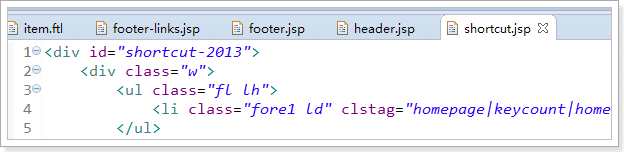 item.ftl footer-links.jsp footer.jsp header.jsp shortcut.jsp
1 <div id="shortcut-2013">
2 <div class="w">
3 <ul class="fl lh">
4 <li class="fore1 ld" clstag="homepage|keycount|home
5 </ul>